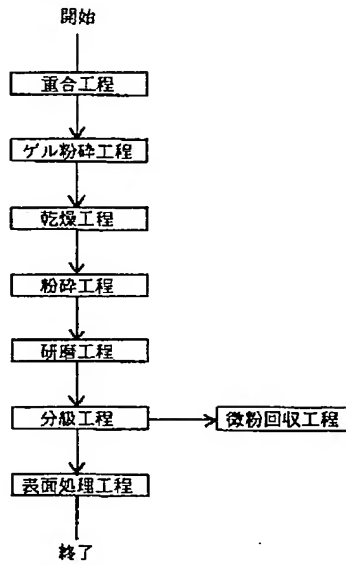 開始
重合工程
ゲル粉砕工程
乾燥工程
粉砕工程
研磨工程
分級工程
微粉回収工程
表面処理工程
終了